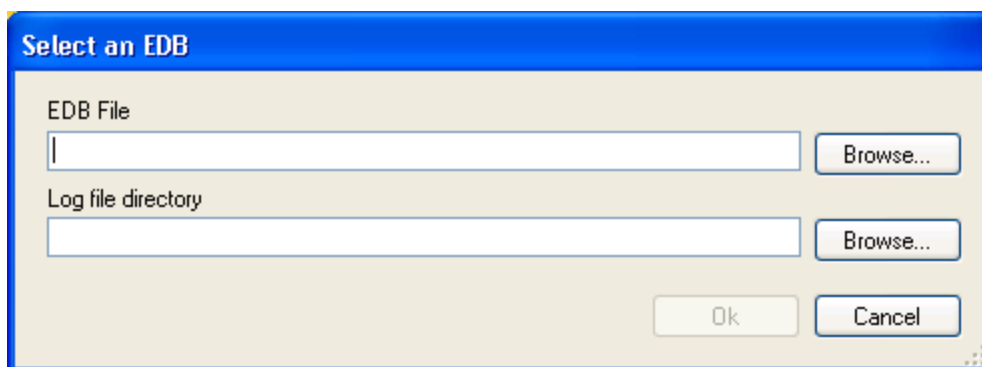 Select an EDB
EDB File
Browse...
Log file directory
Browse...
Ok
Cancel